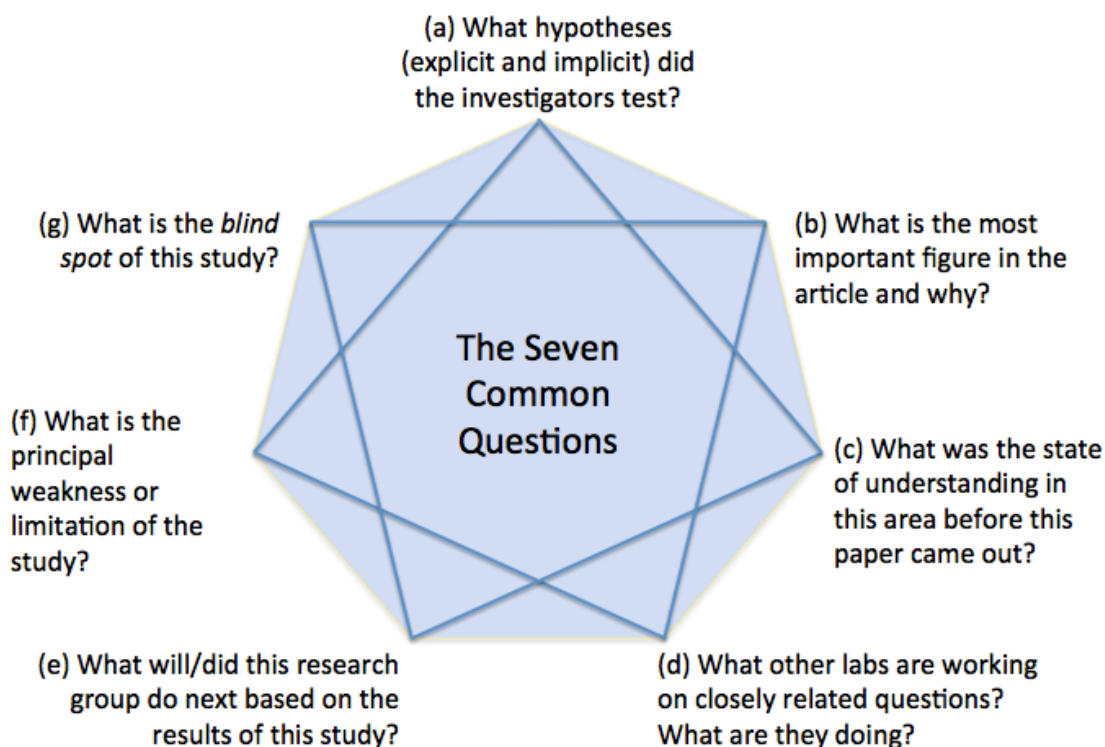 (a) What hypotheses
(explicit and implicit) did
the investigators test?
(b) What is the most
important figure in the
article and why?
(c) What was the state
of understanding in
this area before this
paper came out?
(d) What other labs are working
on closely related questions?
What are they doing?
(e) What will/did this research
group do next based on the
results of this study?
(f) What is the
principal
weakness or
limitation of the
study?
(g) What is the blind
spot of this study?
The Seven
Common
Questions